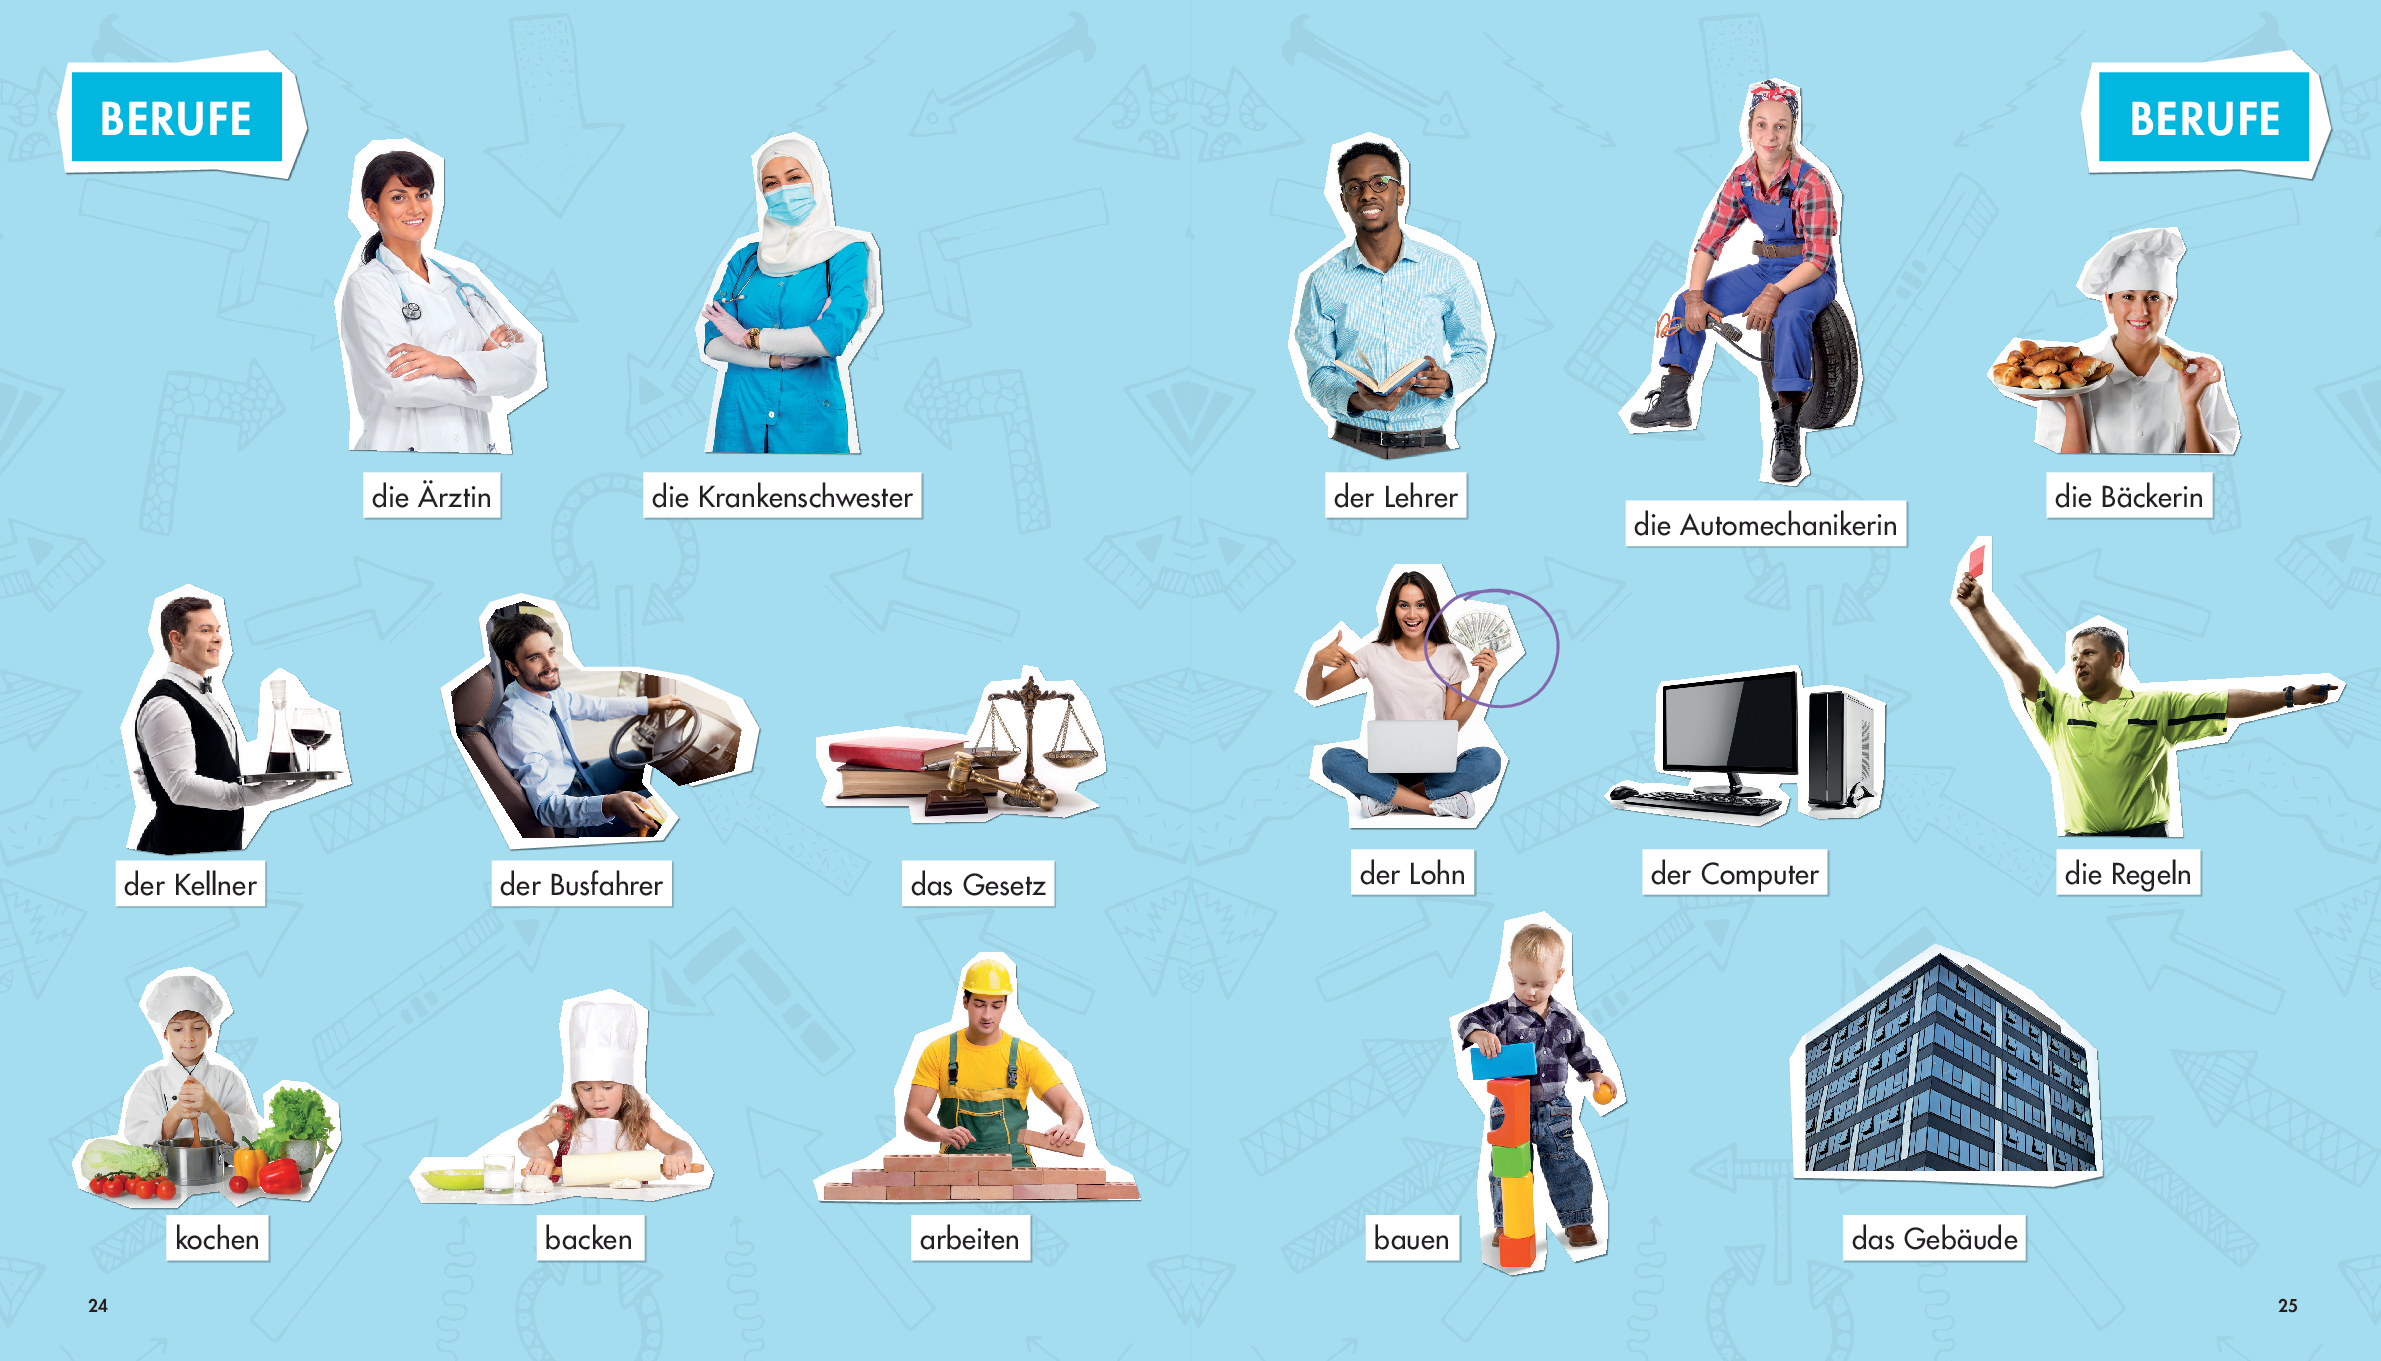 BERUFE
die Ärztin
die Krankenschwester
der Kellner
der Busfahrer
das Gesetz
kochen
backen
arbeiten
24
BERUFE
der Lehrer
die Automechanikerin
die Bäckerin
der Lohn
der Computer
die Regeln
bauen
das Gebäude
25